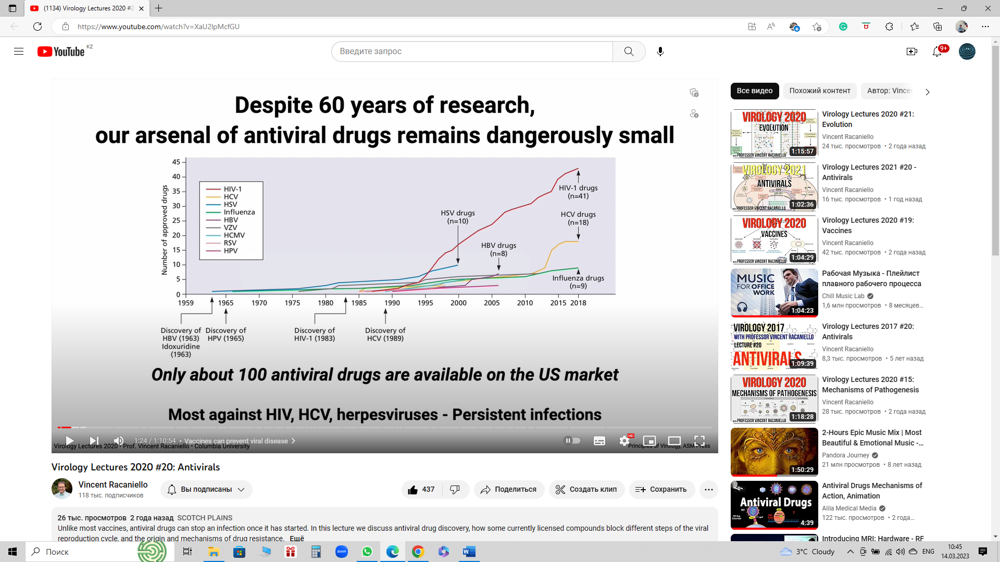 (1134) Virology Lectures 2020 #2
https://www.youtube.com/watch?v=XaU2IpMcfGU
YouTube KZ
Введите запрос
9+
Despite 60 years of research,
our arsenal of antiviral drugs remains dangerously small
Number of approved drugs
45
40
35
30
25
20
15
10
5
0
HIV-1
HCV
HSV
Influenza
HBV
VZV
HCMV
RSV
HPV
HSV drugs
(n=10)
HBV drugs
(n=8)
HIV-1 drugs
(n=41)
HCV drugs
(n=18)
Influenza drugs
(n=9)
1959 1965 1970 1975 1980 1985 1990 1995 2000 2005 2010 2015 2018
Discovery of
HBV (1963)
Idoxuridine
(1963)
Discovery of
HPV (1965)
Discovery of
HIV-1 (1983)
Discovery of
HCV (1989)
Only about 100 antiviral drugs are available on the US market
Most against HIV, HCV, herpesviruses - Persistent infections
1:24 / 1:10:54 • Vaccines can prevent viral disease
HD
Virology Lectures 2020 • Prof. Vincent Racaniello • Columbia University
Principles of Virology, ASM Press
Virology Lectures 2020 #20: Antivirals
Vincent Racaniello
118 тыс. подписчиков
Вы подписаны
437
Поделиться
Создать клип
Сохранить
26 тыс. просмотров 2 года назад SCOTCH PLAINS
Unlike most vaccines, antiviral drugs can stop an infection once it has started. In this lecture we discuss antiviral drug discovery, how some currently licensed compounds block different steps of the viral
reproduction cycle, and the origin and mechanisms of drug resistance. Ещё
Все видео
Похожий контент
Автор: Vincen
VIROLOGY 2020
EVOLUTION
WITH PROFESSOR VINCENT RACANIELLO
1:15:57
Virology Lectures 2020 #21:
Evolution
Vincent Racaniello
24 тыс. просмотров • 2 года назад
VIROLOGY 2021
ANTIVIRALS
WITH PROFESSOR VINCENT RACANIELLO
1:02:36
Virology Lectures 2021 #20 -
Antivirals
Vincent Racaniello
16 тыс. просмотров • 1 год назад
VIROLOGY 2020
VACCINES
WITH PROFESSOR VINCENT RACANIELLO
1:04:29
Virology Lectures 2020 #19:
Vaccines
Vincent Racaniello
42 тыс. просмотров • 2 года назад
MUSIC
FOR OFFICE
WORK
1:04:23
Рабочая Музыка - Плейлист
плавного рабочего процесса
Chill Music Lab
1,6 млн просмотров • 8 месяцев…
VIROLOGY 2017
WITH PROFESSOR VINCENT RACANIELLO
LECTURE #20
ANTIVIRALS
1:09:39
Virology Lectures 2017 #20:
Antivirals
Vincent Racaniello
8,3 тыс. просмотров • 5 лет назад
VIROLOGY 2020
MECHANISMS OF PATHOGENESIS
WITH PROFESSOR VINCENT RACANIELLO
1:18:28
Virology Lectures 2020 #15:
Mechanisms of Pathogenesis
Vincent Racaniello
28 тыс. просмотров • 2 года назад
1:50:29
2-Hours Epic Music Mix | Most
Beautiful & Emotional Music -…
Pandora Journey
21 млн просмотров • 8 лет назад
Antiviral Drugs
4:39
Antiviral Drugs Mechanisms of
Action, Animation
Alila Medical Media
122 тыс. просмотров • 2 года…
Introducing MRI: Hardware - RF
Поиск
zoom
3°C Cloudy
ENG
10:45
14.03.2023